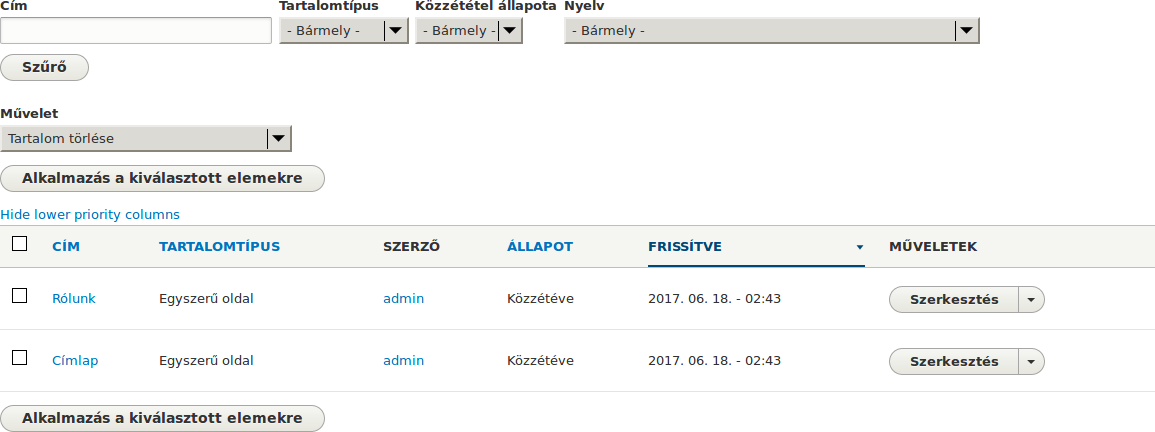 Cím Tartalomtípus Közzététel állapota Nyelv
- Bármely - - Bármely - - Bármely -
Szűrő
Művelet
Tartalom törlése
Alkalmazás a kiválasztott elemekre
Hide lower priority columns
CÍM TARTALOMTÍPUS SZERZŐ ÁLLAPOT FRISSÍTVE MŰVELETEK
Rólunk Egyszerű oldal admin Közzétéve 2017. 06. 18. - 02:43 Szerkesztés
Címlap Egyszerű oldal admin Közzétéve 2017. 06. 18. - 02:43 Szerkesztés
Alkalmazás a kiválasztott elemekre